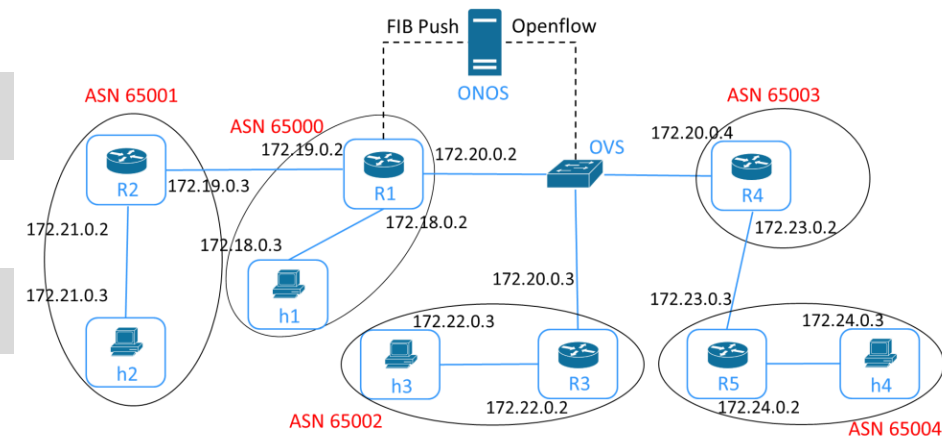 FIB Push
Openflow
ONOS
ASN 65001
ASN 65000
ASN 65003
172.19.0.2
172.20.0.2
OVS
172.20.0.4
R2
172.19.0.3
R1
R4
172.21.0.2
172.18.0.2
172.23.0.2
172.18.0.3
172.20.0.3
172.21.0.3
172.23.0.3
h1
172.22.0.3
172.24.0.3
h2
h3
R3
R5
h4
172.22.0.2
172.24.0.2
ASN 65002
ASN 65004